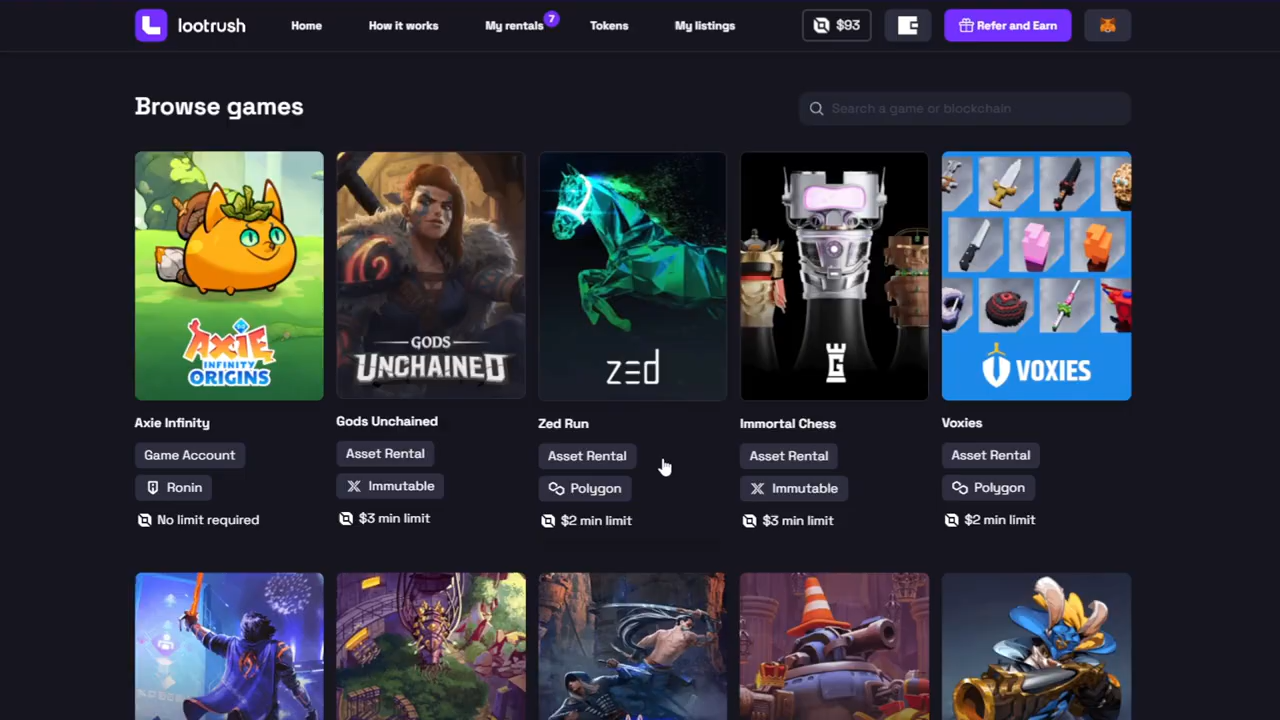 lootrush
Home
How it works
My rentals
7
Tokens
My listings
$93
Refer and Earn
Browse games
Search a game or blockchain
AXIE
INFINITY
ORIGINS
GODS
UNCHAINED
zed
G
VOXIES
Axie Infinity
Gods Unchained
Zed Run
Immortal Chess
Voxies
Game Account
Asset Rental
Asset Rental
Asset Rental
Asset Rental
Ronin
Immutable
Polygon
Immutable
Polygon
No limit required
$3 min limit
$2 min limit
$3 min limit
$2 min limit